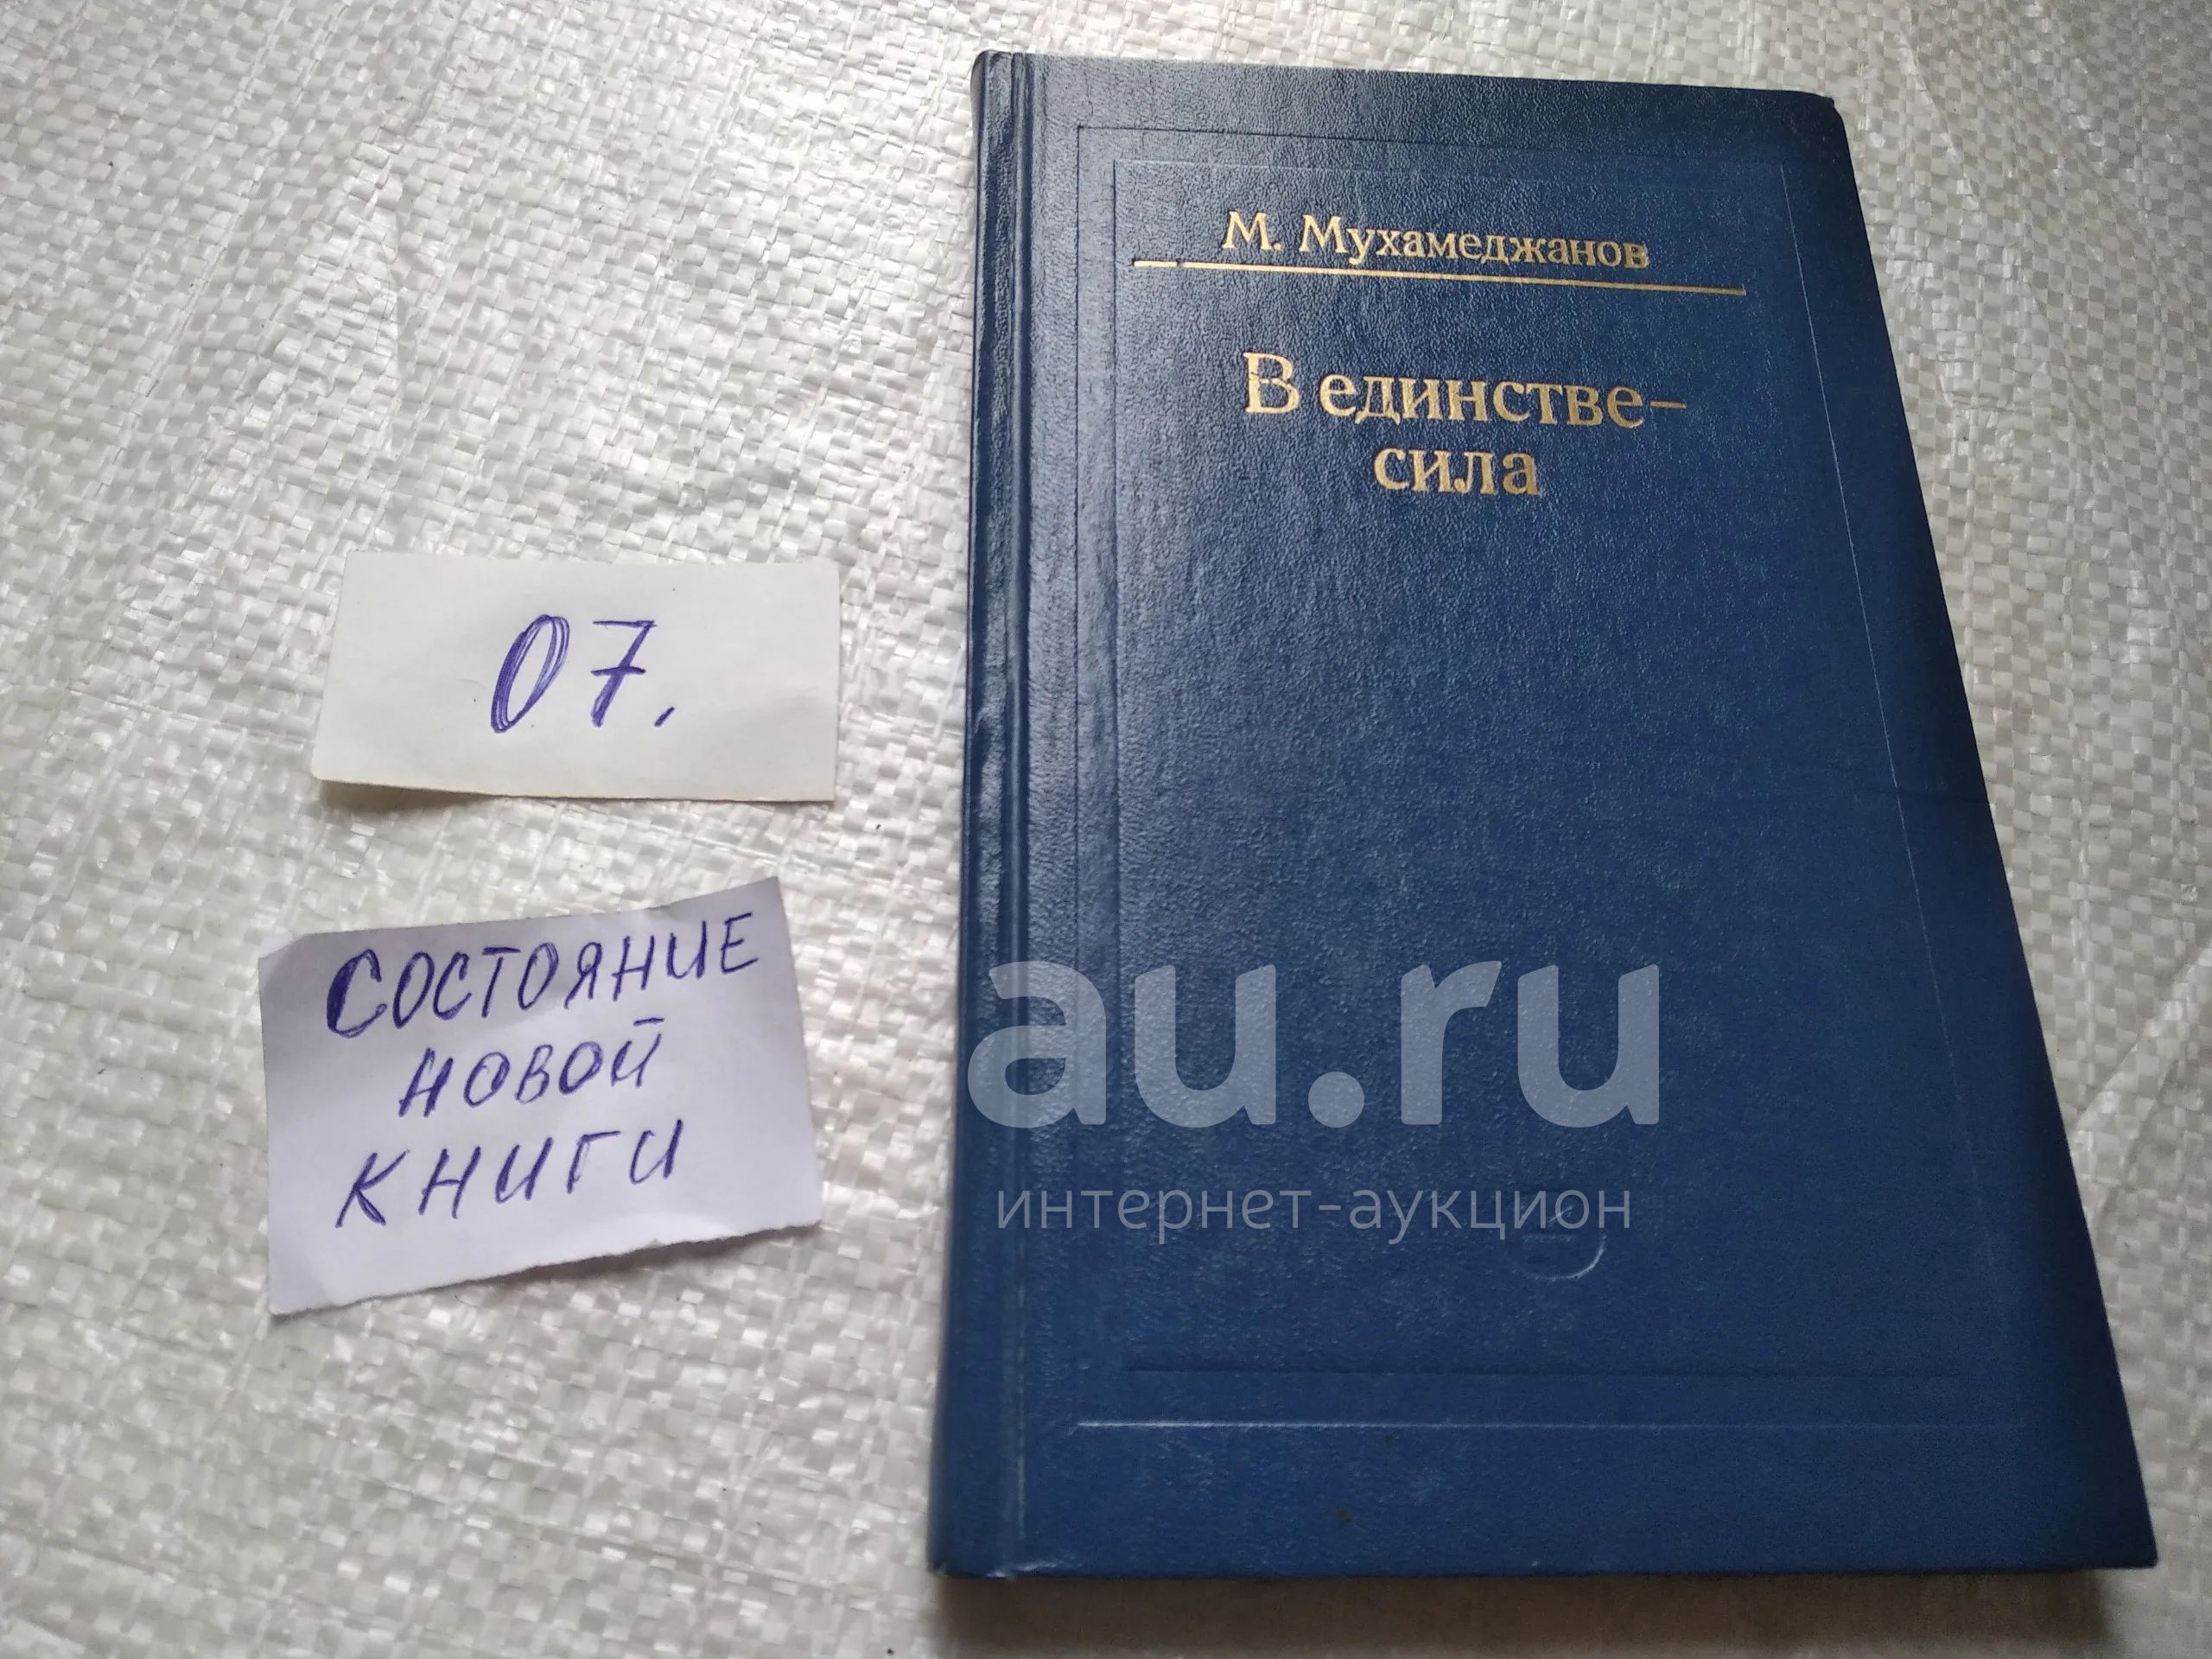 М. Мухамеджанов
В единстве–
сила
07.
СОСТОЯНИЕ
НОВОЙ
КНИГИ
au.ru
интернет-аукцион